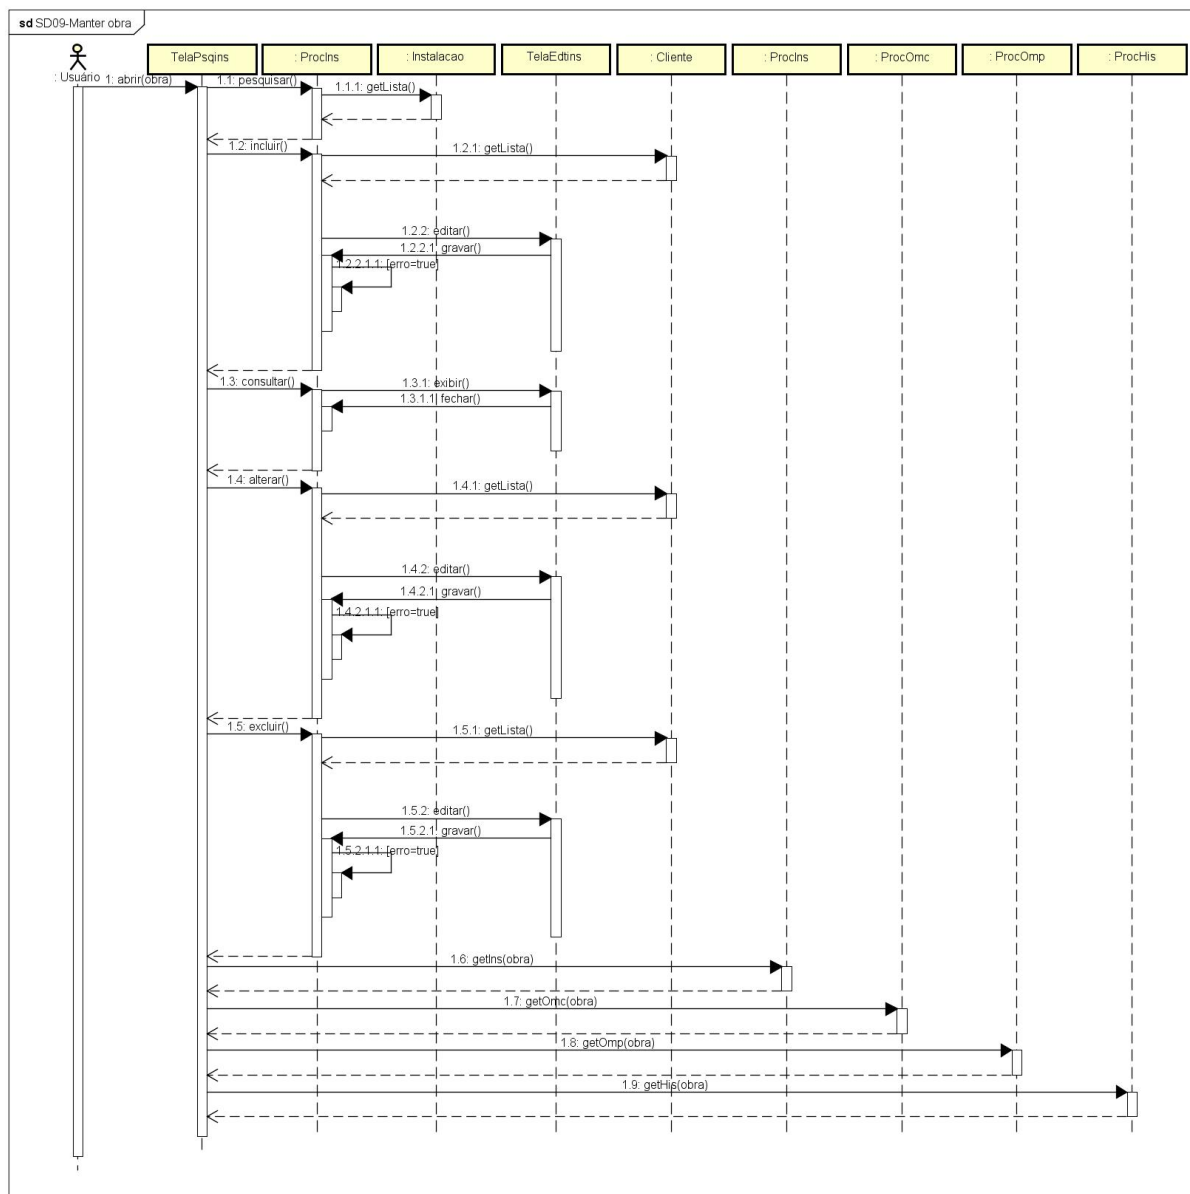 sd SD09-Manter obra
TelaPsqins
: ProcIns
: Instalacao
TelaEdtins
: Cliente
: ProcIns
: ProcOmc
: ProcOmp
: ProcHis
: Usuário
1: abrir(obra)
1.1: pesquisar()
1.1.1: getLista()
1.2: incluir()
1.2.1: getLista()
1.2.2: editar()
1.2.2.1: gravar()
1.2.2.1.1: [erro=true]
1.3: consultar()
1.3.1: exibir()
1.3.1.1: fechar()
1.4: alterar()
1.4.1: getLista()
1.4.2: editar()
1.4.2.1: gravar()
1.4.2.1.1: [erro=true]
1.5: excluir()
1.5.1: getLista()
1.5.2: editar()
1.5.2.1: gravar()
1.5.2.1.1: [erro=true]
1.6: getIns(obra)
1.7: getOmc(obra)
1.8: getOmp(obra)
1.9: getHis(obra)